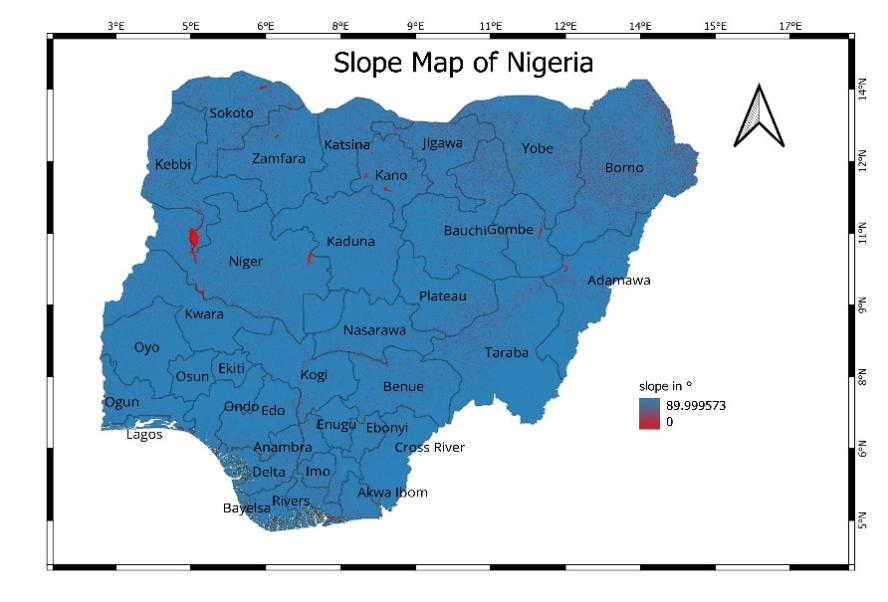 3°E 5°E 6°E 8°E 9°E 11°E 12°E 14°E 15°E 17°E
Slope Map of Nigeria
14°N
Sokoto
Katsina
Jigawa
Yobe
Kebbi
Zamfara
Kano
Borno
12°N
11°N
Niger
Kaduna
Bauchi
Gombe
Adamawa
Plateau
9°N
Kwara
Nasarawa
Oyo
Taraba
Osun
Ekiti
Kogi
Benue
8°N
slope in °
89.999573
0
Ogun
Ondo
Edo
Enugu
Ebonyi
Lagos
Anambra
Cross River
6°N
Delta
Imo
Akwa Ibom
Bayelsa
Rivers
5°N